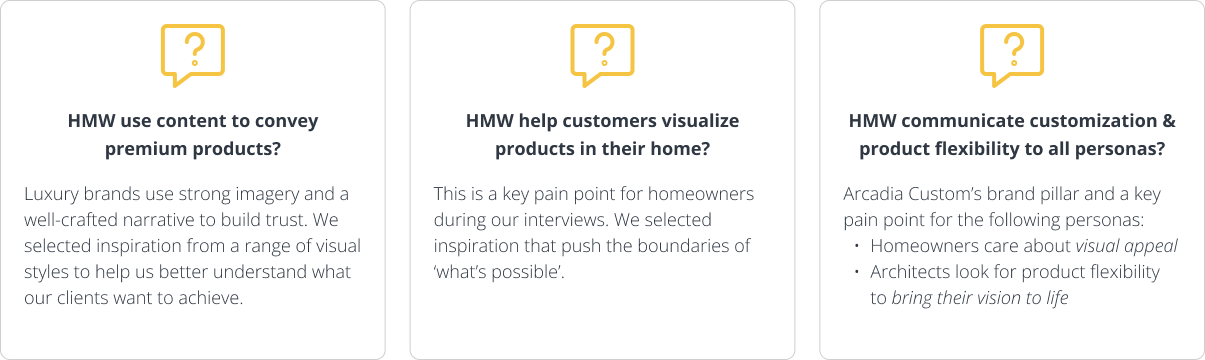 HMW use content to convey
premium products?
Luxury brands use strong imagery and a
well-crafted narrative to build trust. We
selected inspiration from a range of visual
styles to help us better understand what
our clients want to achieve.
HMW help customers visualize
products in their home?
This is a key pain point for homeowners
during our interviews. We selected
inspiration that push the boundaries of
‘what’s possible’.
HMW communicate customization &
product flexibility to all personas?
Arcadia Custom’s brand pillar and a key
pain point for the following personas:
• Homeowners care about visual appeal
• Architects look for product flexibility
to bring their vision to life